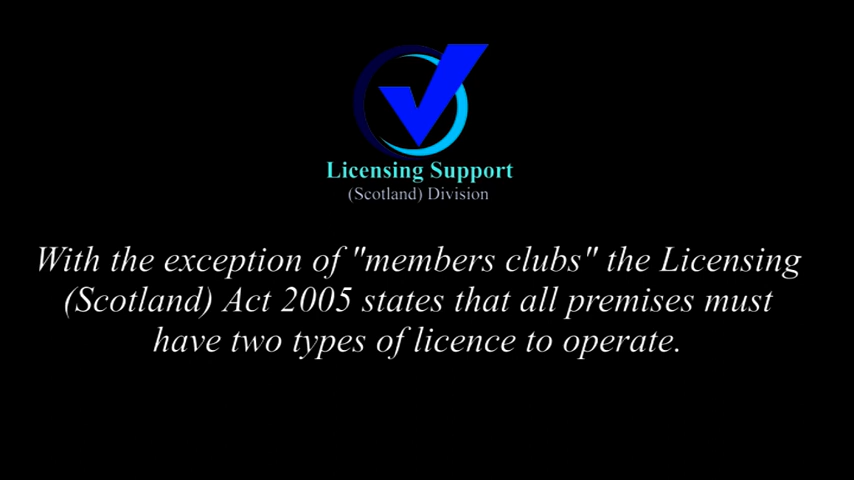 Licensing Support
(Scotland) Division
With the exception of "members clubs" the Licensing
(Scotland) Act 2005 states that all premises must
have two types of licence to operate.